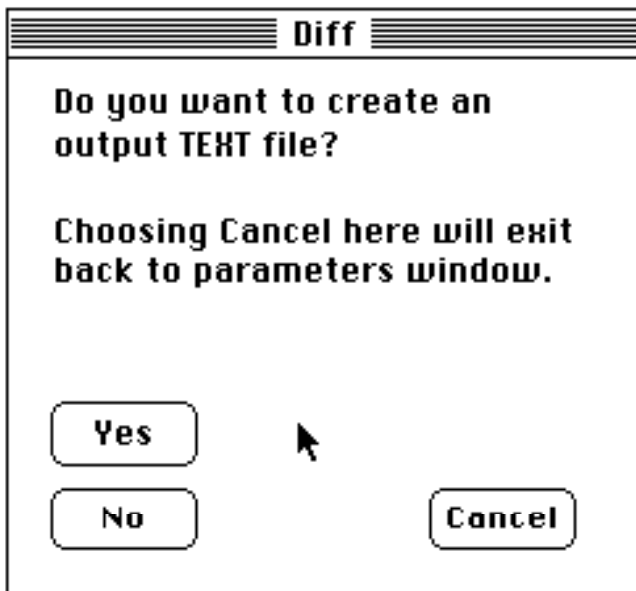 Diff
Do you want to create an
output TEXT file?
Choosing Cancel here will exit
back to parameters window.
Yes
No
Cancel